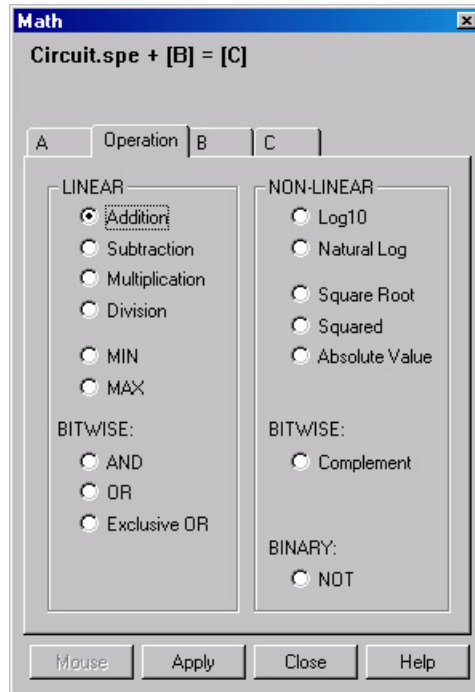 Math
Circuit.spe + [B] = [C]
A
Operation
B
C
LINEAR
Addition
Subtraction
Multiplication
Division
MIN
MAX
BITWISE:
AND
OR
Exclusive OR
NON-LINEAR
Log10
Natural Log
Square Root
Squared
Absolute Value
BITWISE:
Complement
BINARY:
NOT
Mouse
Apply
Close
Help